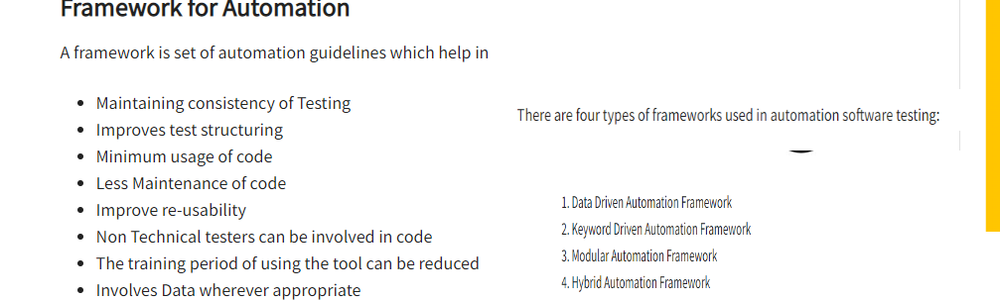 Framework for Automation
A framework is set of automation guidelines which help in
Maintaining consistency of Testing
Improves test structuring
Minimum usage of code
Less Maintenance of code
Improve re-usability
Non Technical testers can be involved in code
The training period of using the tool can be reduced
Involves Data wherever appropriate
There are four types of frameworks used in automation software testing:
1. Data Driven Automation Framework
2. Keyword Driven Automation Framework
3. Modular Automation Framework
4. Hybrid Automation Framework